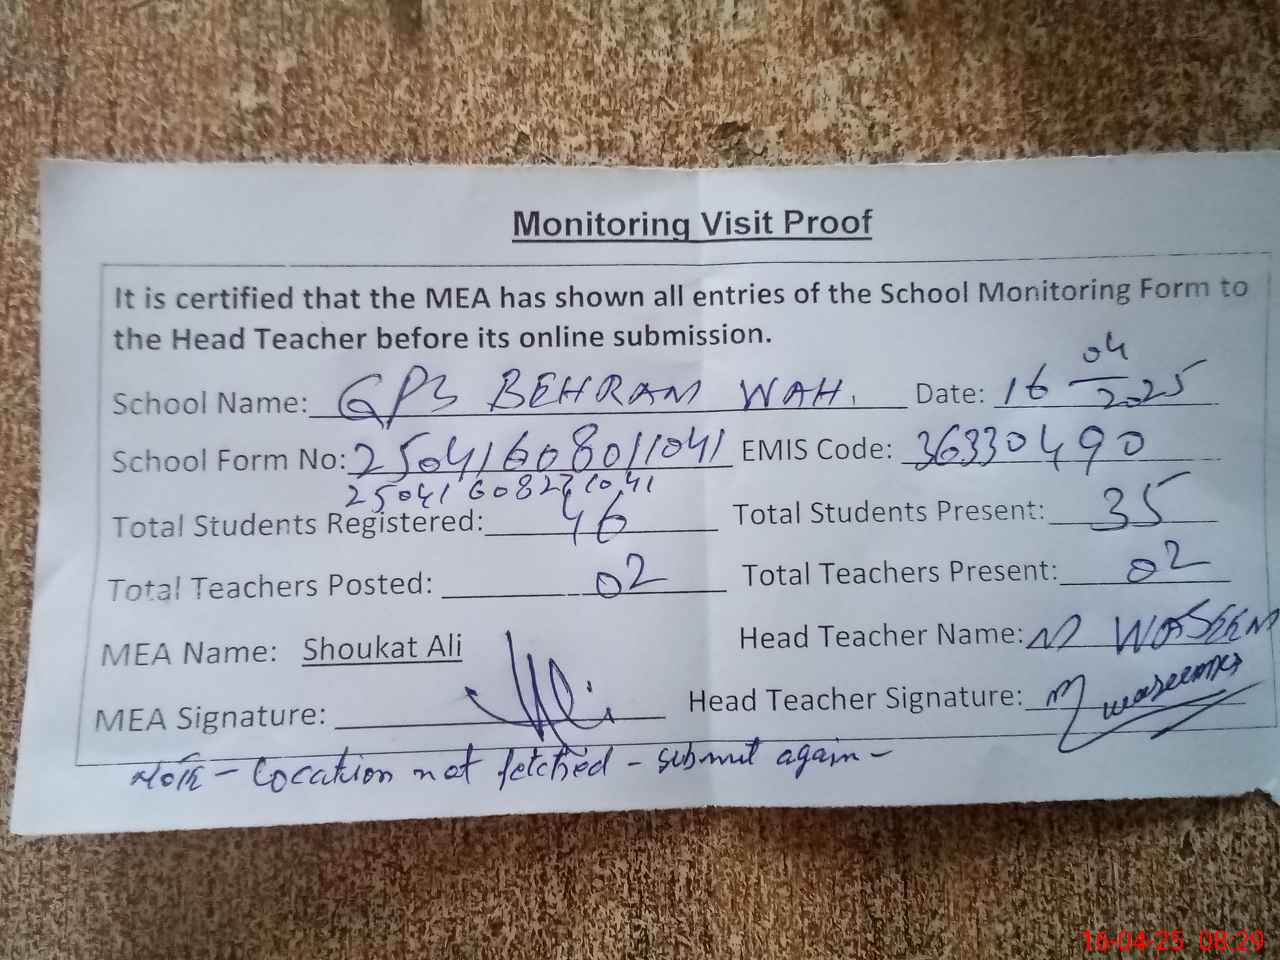 Monitoring Visit Proof
It is certified that the MEA has shown all entries of the School Monitoring Form to
the Head Teacher before its online submission.
School Name: GPS BEHRAM WAH. Date: 16 04/2025
School Form No: 25041608011041 EMIS Code: 36330490
Total Students Registered: 46 Total Students Present: 35
Total Teachers Posted: 02 Total Teachers Present: 02
MEA Name: Shoukat Ali Head Teacher Name: M WASEEM
MEA Signature: Head Teacher Signature: M Waseem
Note - Location not fetched - submit again -
16-04-25 08:29